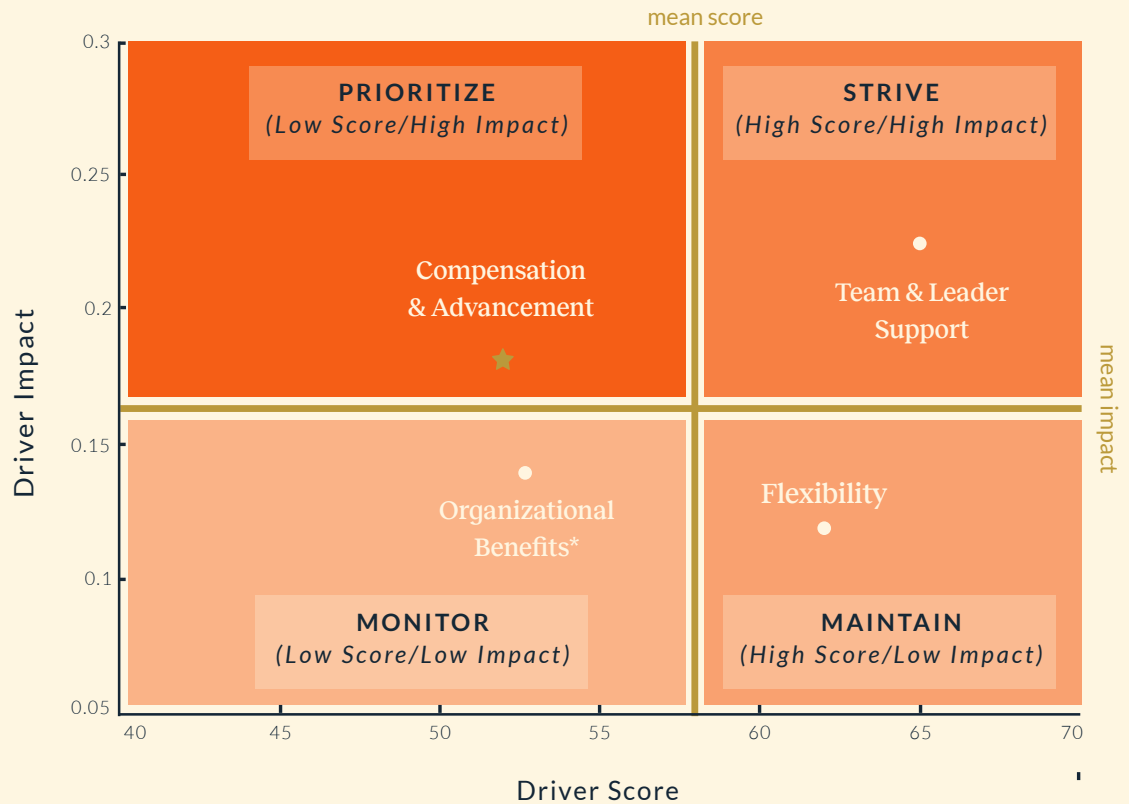 mean score
0.3
PRIORITIZE
(Low Score/High Impact)
STRIVE
(High Score/High Impact)
0.25
Compensation
& Advancement
Team & Leader
Support
0.2
Driver Impact
mean impact
0.15
Organizational
Benefits*
Flexibility
0.1
MONITOR
(Low Score/Low Impact)
MAINTAIN
(High Score/Low Impact)
0.05
40 45 50 55 60 65 70
Driver Score